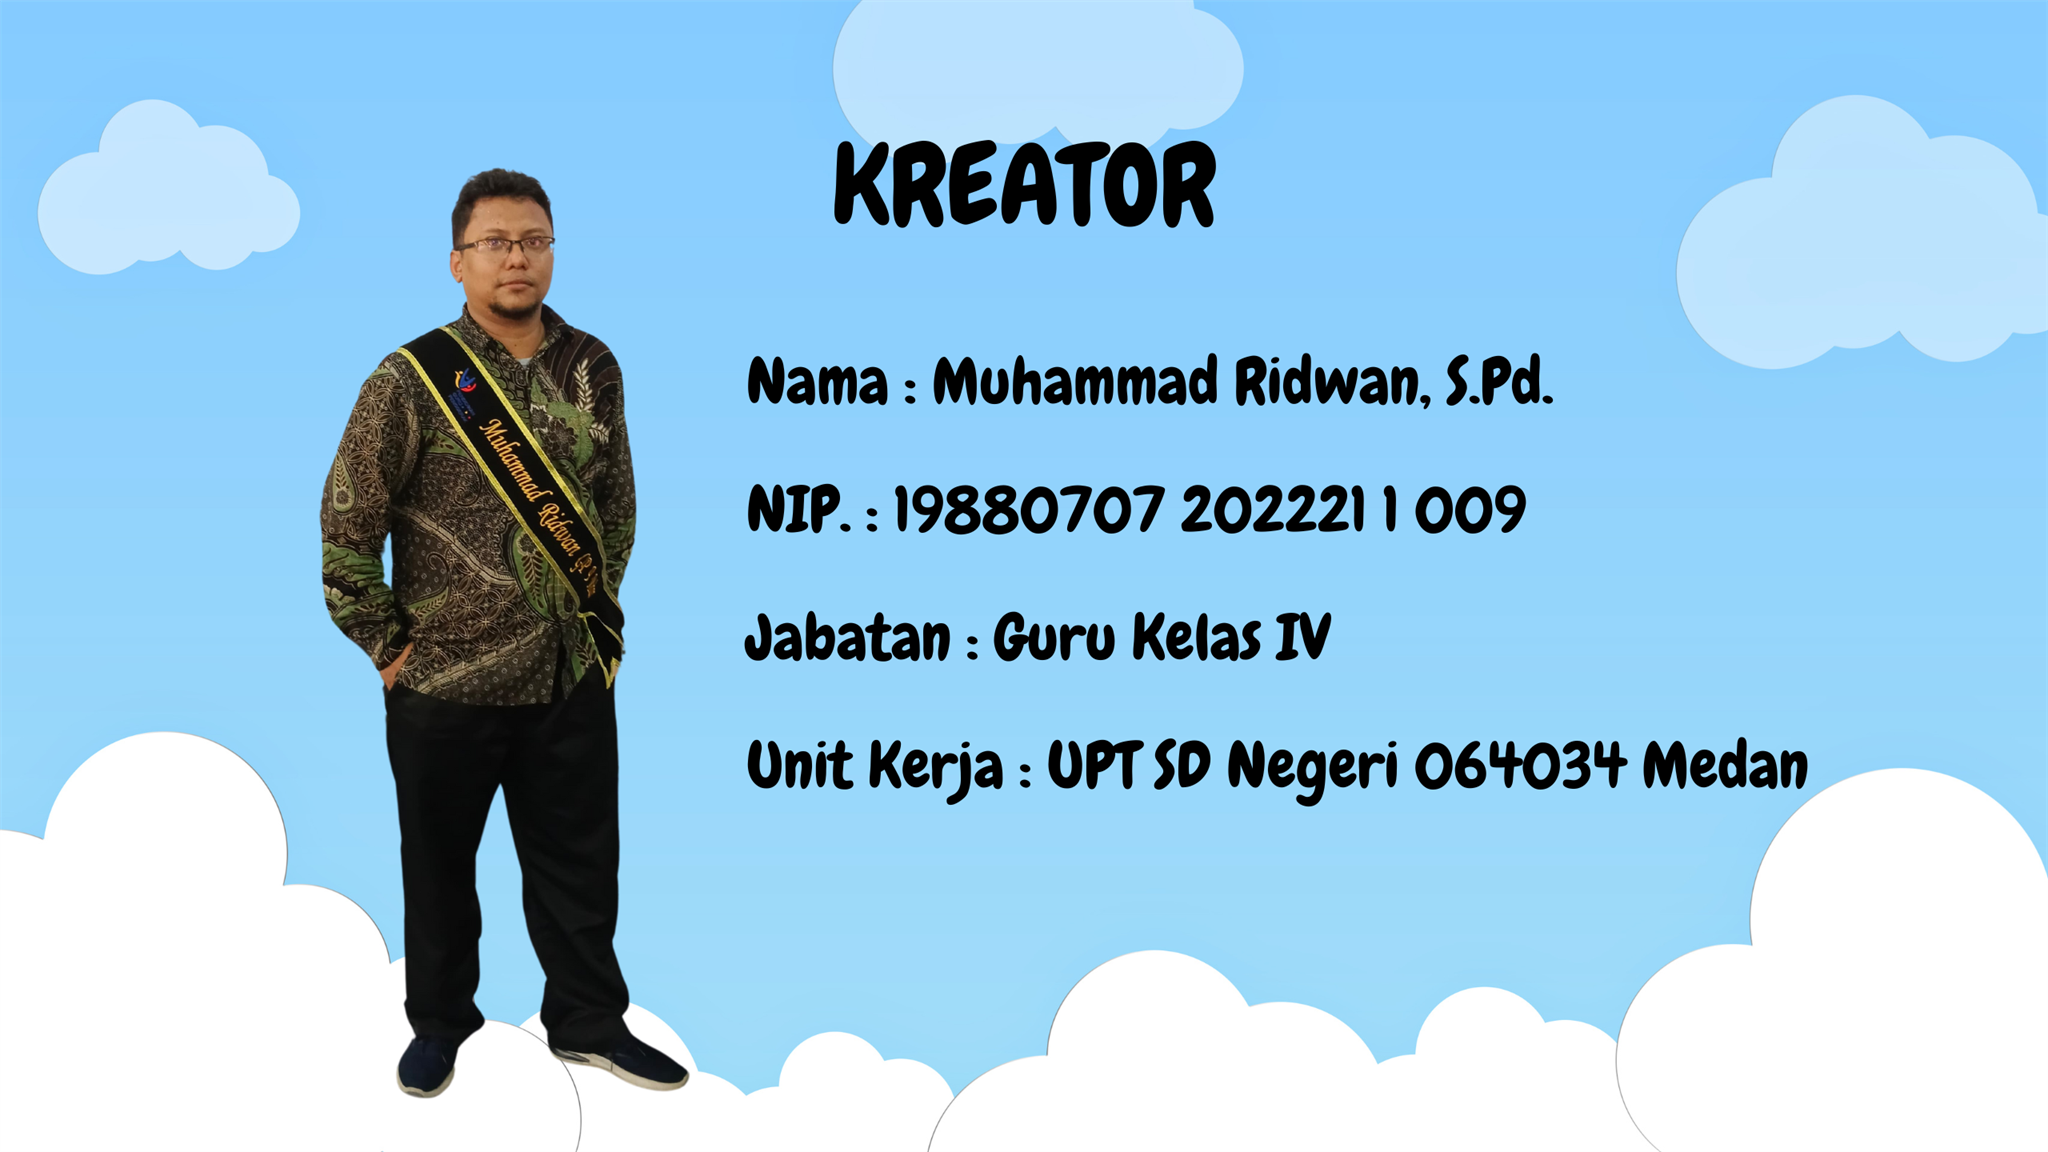 KREATOR
Nama : Muhammad Ridwan, S.Pd.
NIP. : 19880707 202221 1 009
Jabatan : Guru Kelas IV
Unit Kerja : UPT SD Negeri 064034 Medan
Muhammad Ridwan